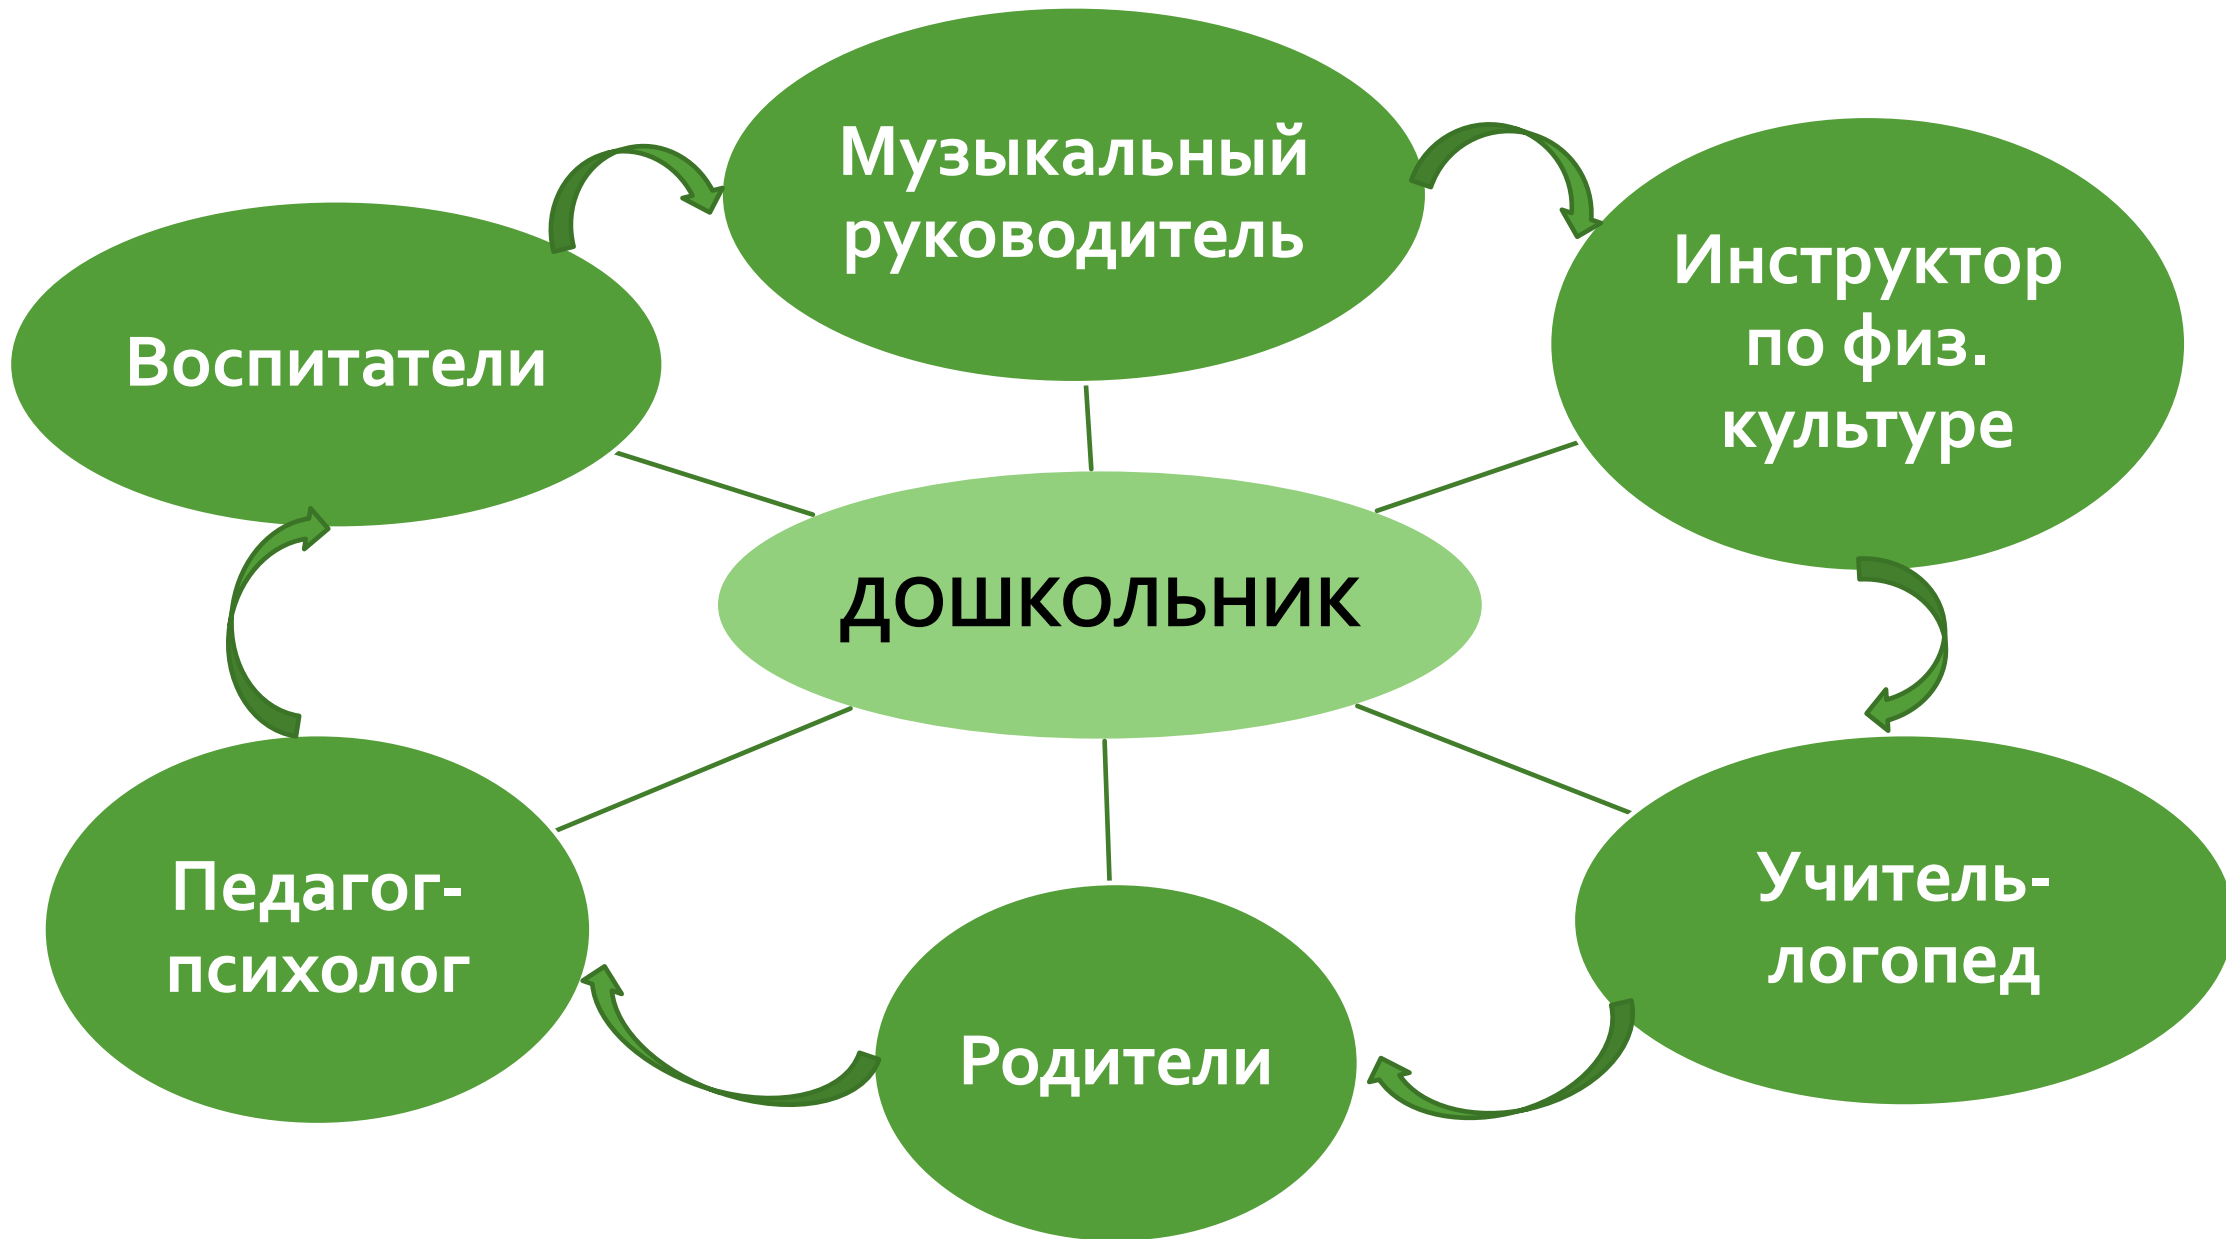 Музыкальный
руководитель
Инструктор
по физ.
культуре
Воспитатели
ДОШКОЛЬНИК
Педагог-
психолог
Учитель-
логопед
Родители